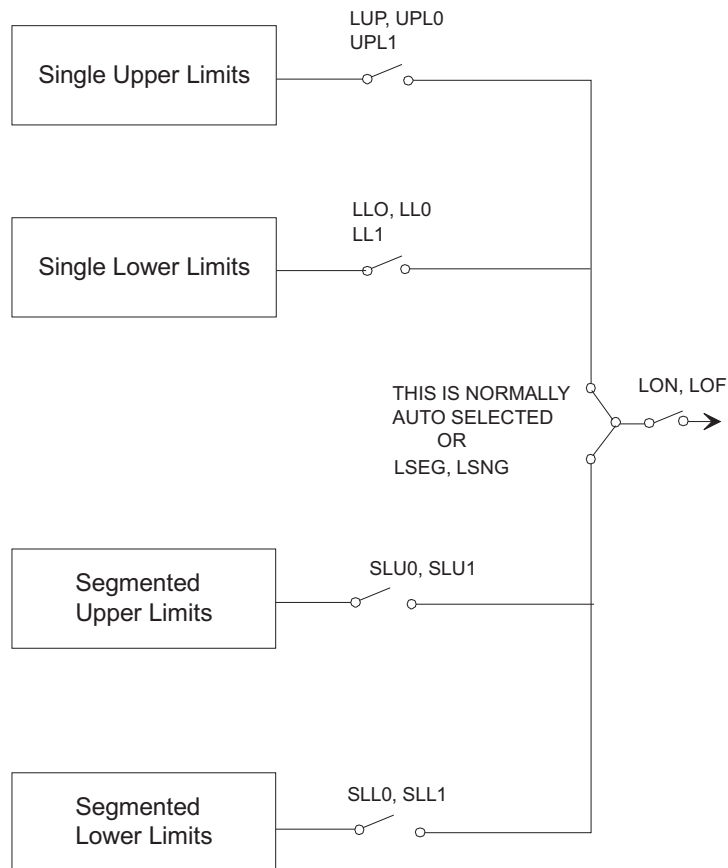 LUP, UPL0
UPL1
Single Upper Limits
LLO, LL0
LL1
Single Lower Limits
THIS IS NORMALLY
AUTO SELECTED
OR
LSEG, LSNG
LON, LOF
Segmented
Upper Limits
SLU0, SLU1
Segmented
Lower Limits
SLL0, SLL1